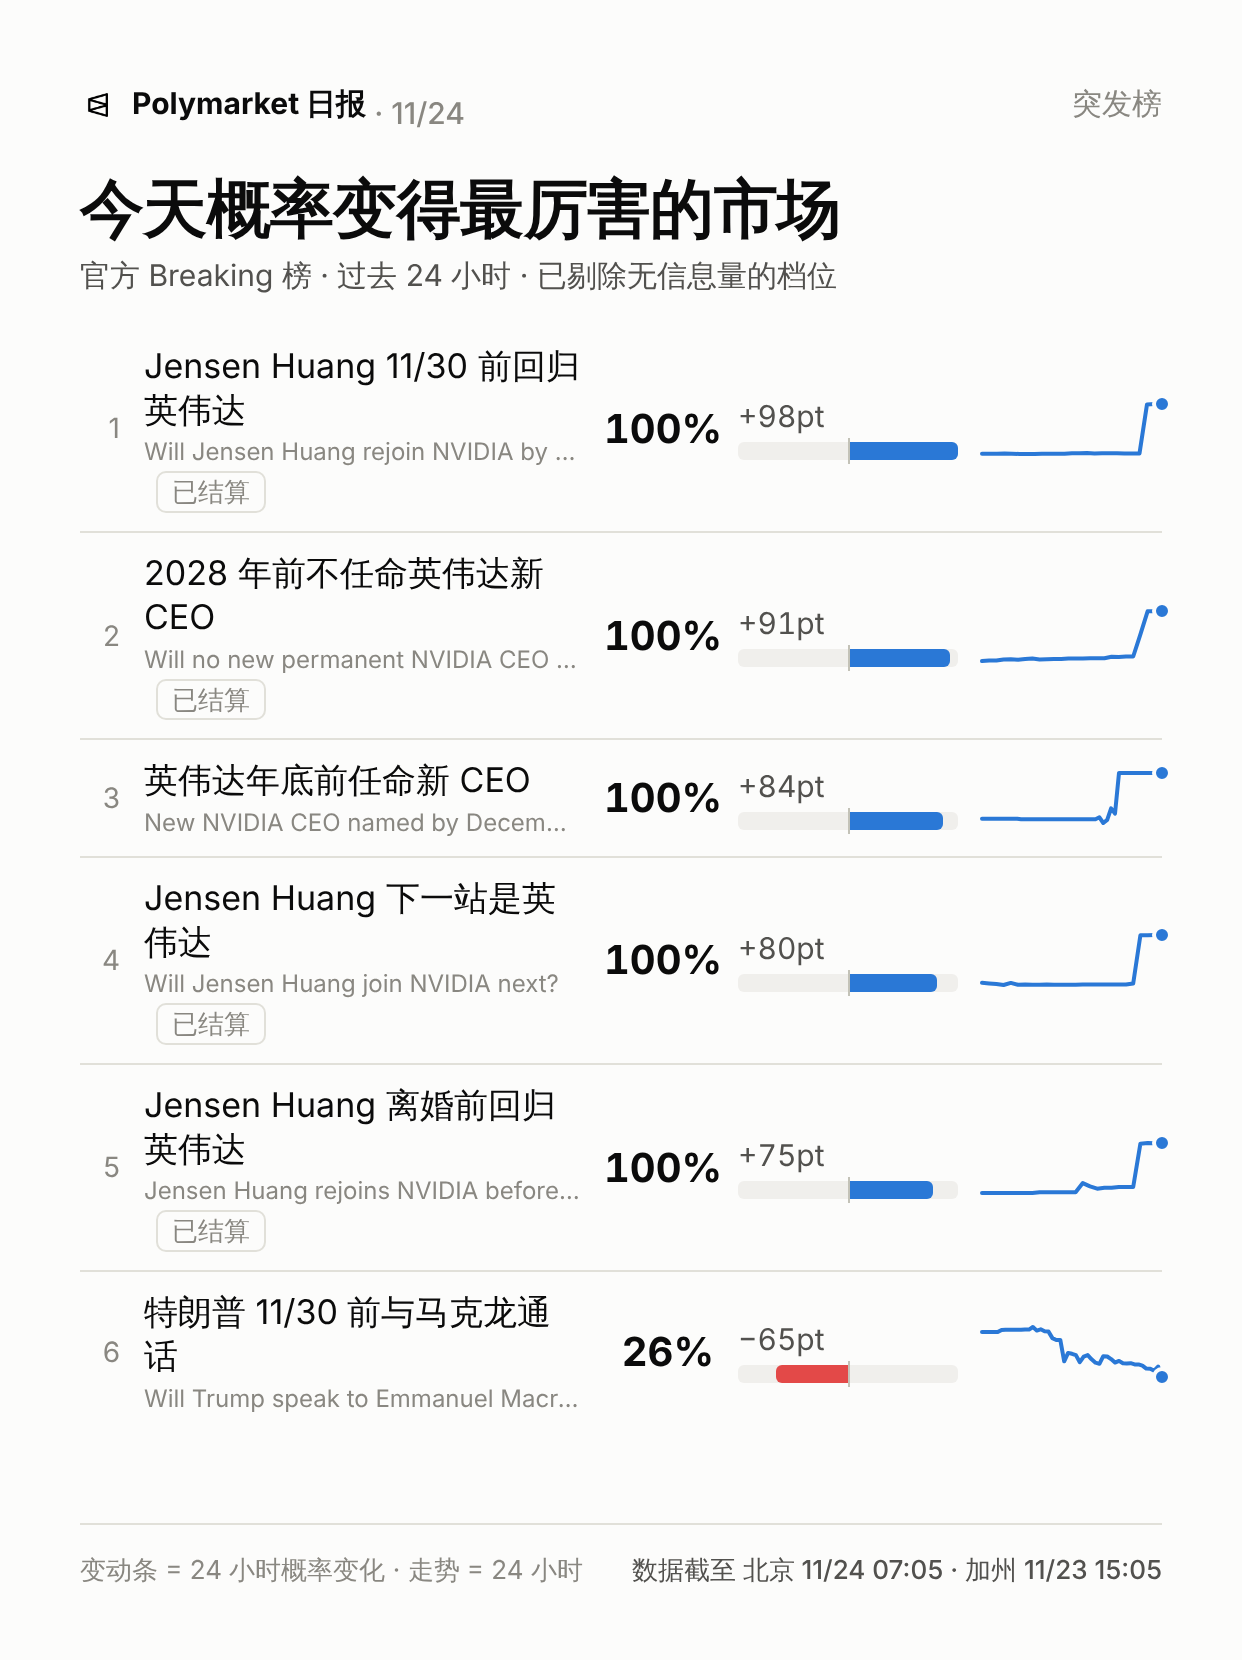 Polymarket 日报 · 11/24
突发榜
今天概率变得最厉害的市场
官方 Breaking 榜 · 过去 24 小时 · 已剔除无信息量的档位
1
Jensen Huang 11/30 前回归
英伟达
Will Jensen Huang rejoin NVIDIA by ...
已结算
100%
+98pt
2
2028 年前不任命英伟达新
CEO
Will no new permanent NVIDIA CEO ...
已结算
100%
+91pt
3
英伟达年底前任命新 CEO
New NVIDIA CEO named by Decem...
100%
+84pt
4
Jensen Huang 下一站是英
伟达
Will Jensen Huang join NVIDIA next?
已结算
100%
+80pt
5
Jensen Huang 离婚前回归
英伟达
Jensen Huang rejoins NVIDIA before...
已结算
100%
+75pt
6
特朗普 11/30 前与马克龙通
话
Will Trump speak to Emmanuel Macr...
26%
−65pt
变动条 = 24 小时概率变化 · 走势 = 24 小时
数据截至 北京 11/24 07:05 · 加州 11/23 15:05